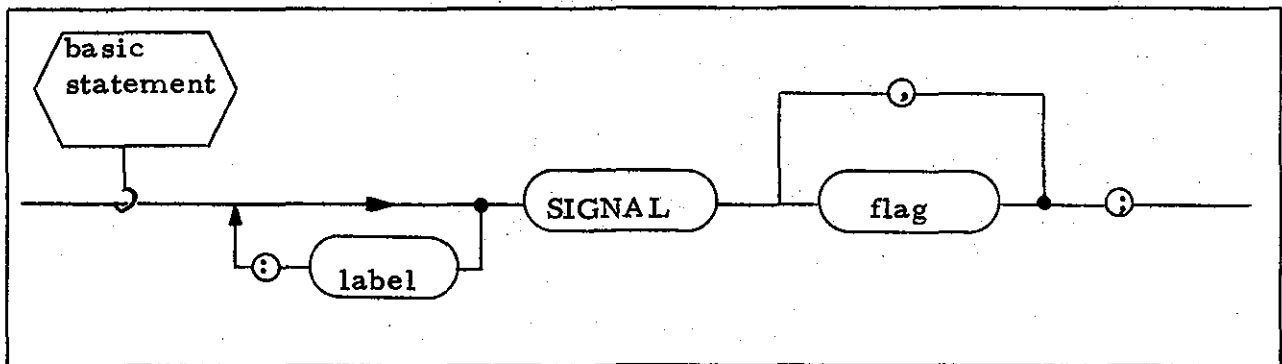 basic
statement
,
SIGNAL
flag
;
:
label